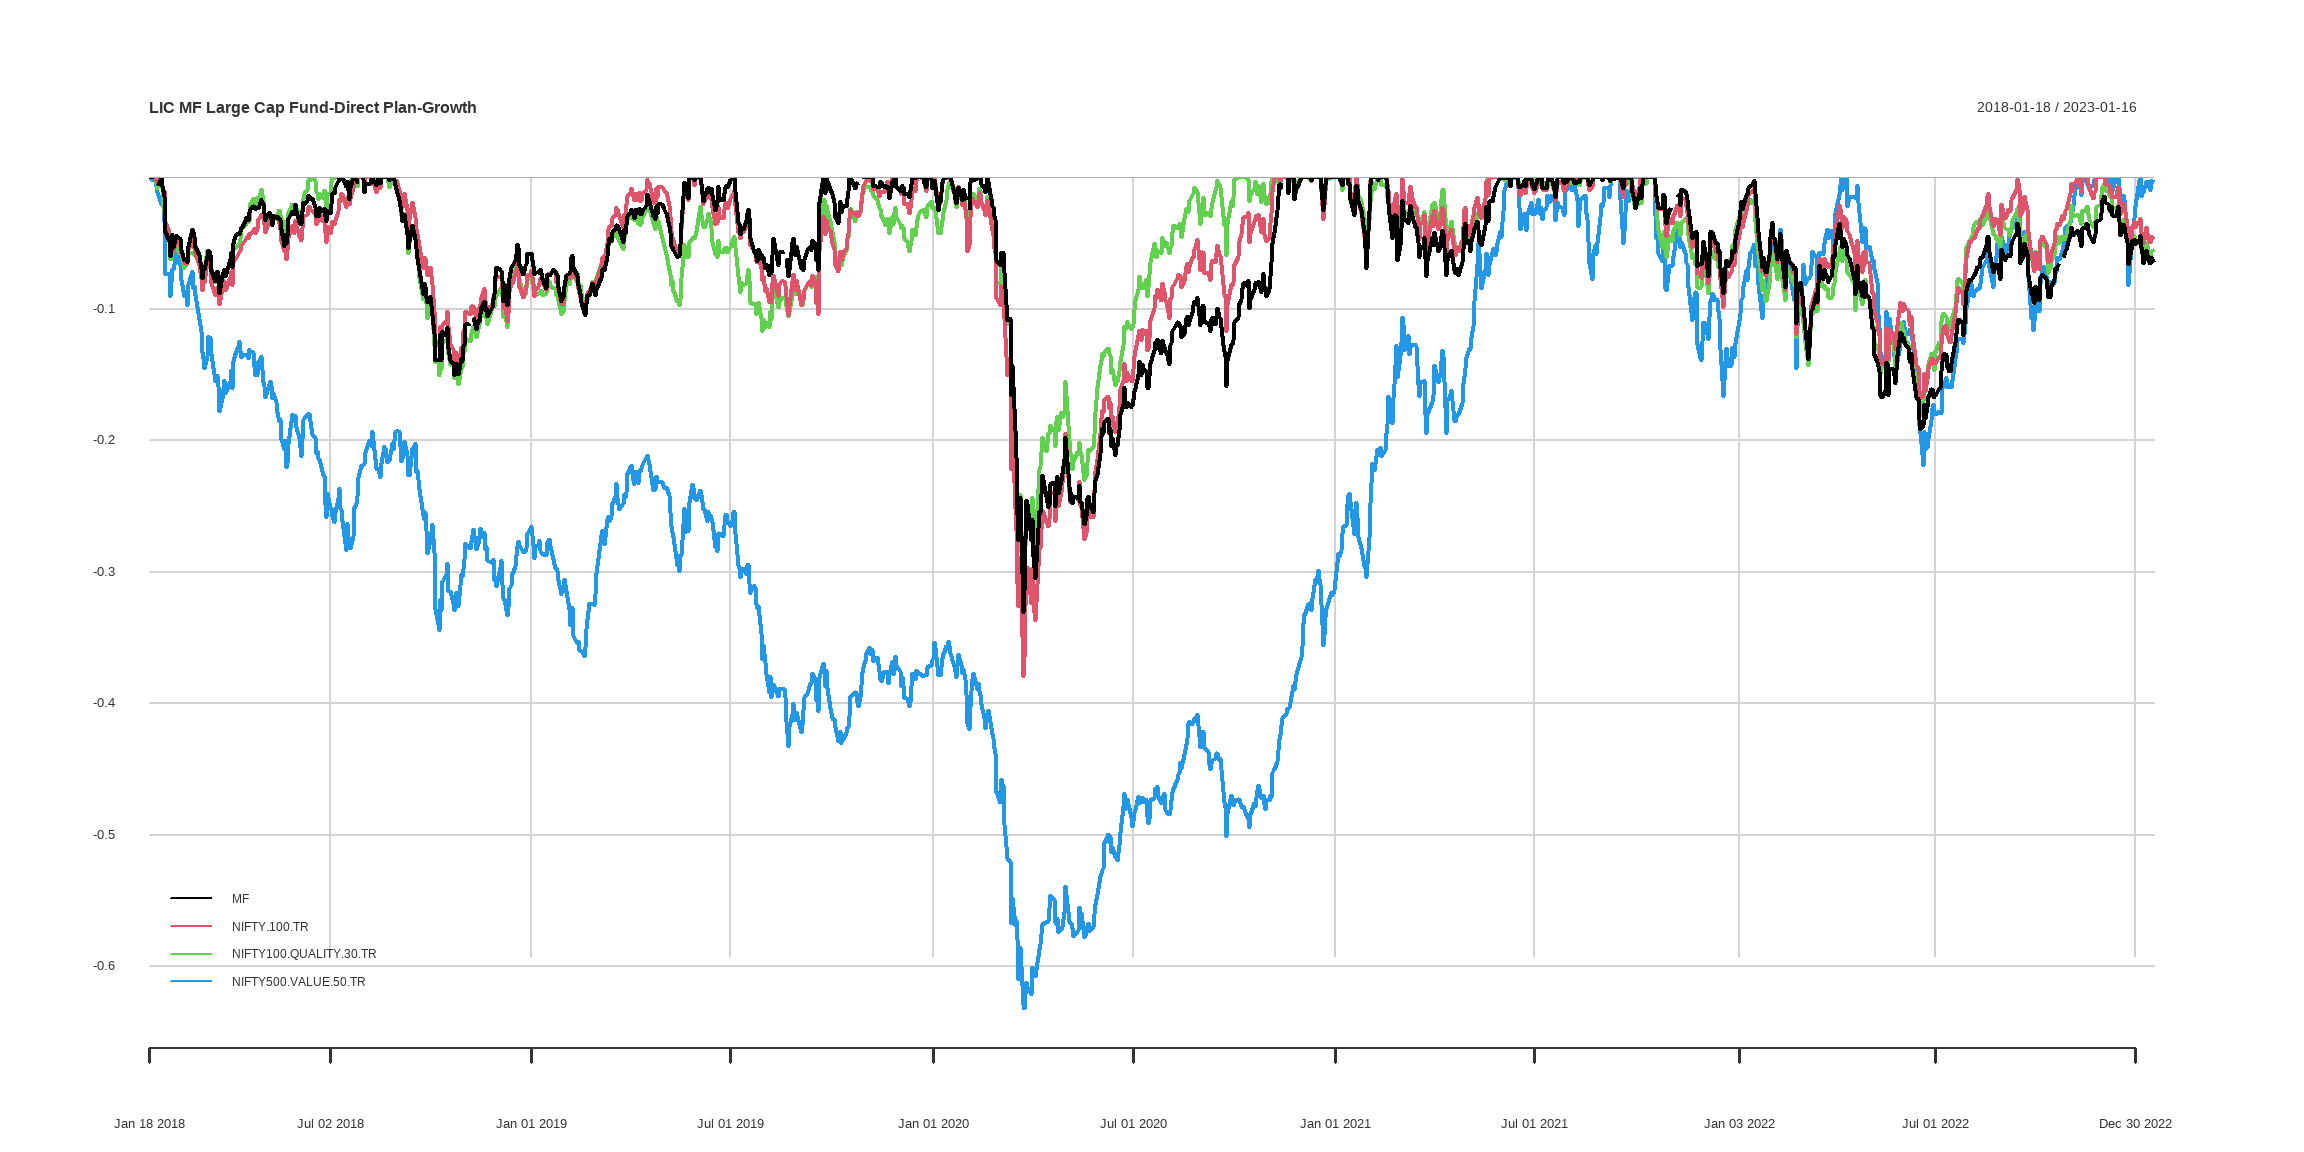 LIC MF Large Cap Fund-Direct Plan-Growth
2018-01-18 / 2023-01-16
-0.1
-0.2
-0.3
-0.4
-0.5
-0.6
MF
NIFTY.100.TR
NIFTY100.QUALITY.30.TR
NIFTY500.VALUE.50.TR
Jan 18 2018
Jul 02 2018
Jan 01 2019
Jul 01 2019
Jan 01 2020
Jul 01 2020
Jan 01 2021
Jul 01 2021
Jan 03 2022
Jul 01 2022
Dec 30 2022